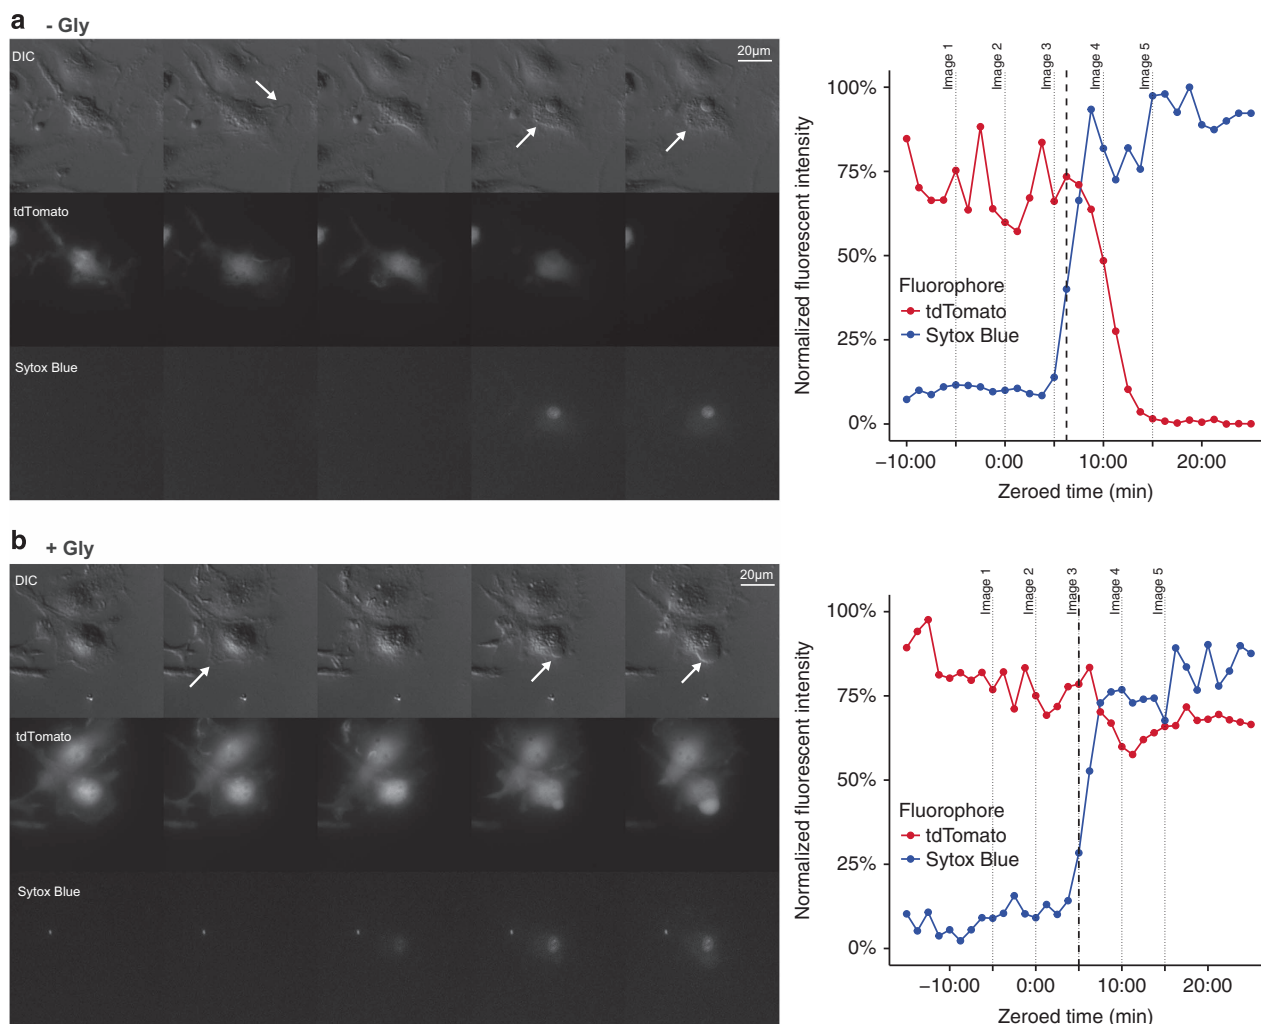 a - Gly
DIC
20µm
tdTomato
Sytox Blue
Image 1
Image 2
Image 3
Image 4
Image 5
100%
75%
50%
25%
0%
Normalized fluorescent intensity
Fluorophore
tdTomato
Sytox Blue
−10:00 0:00 10:00 20:00
Zeroed time (min)
b + Gly
DIC
20µm
tdTomato
Sytox Blue
Image 1
Image 2
Image 3
Image 4
Image 5
100%
75%
50%
25%
0%
Normalized fluorescent intensity
Fluorophore
tdTomato
Sytox Blue
−10:00 0:00 10:00 20:00
Zeroed time (min)